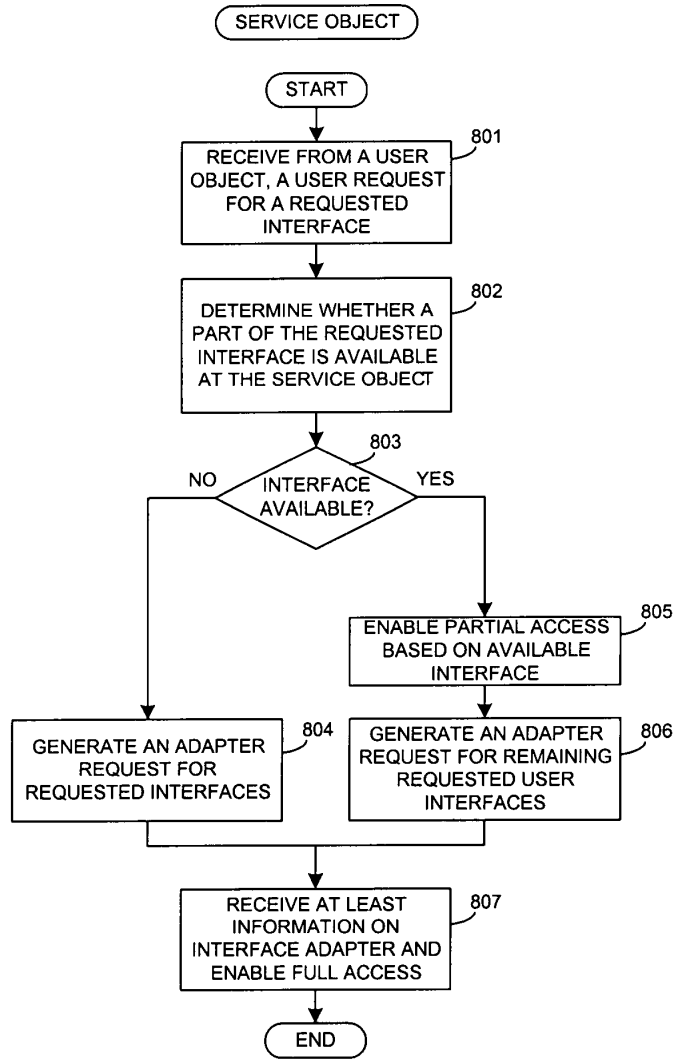 SERVICE OBJECT
START
801
RECEIVE FROM A USER
OBJECT, A USER REQUEST
FOR A REQUESTED
INTERFACE
802
DETERMINE WHETHER A
PART OF THE REQUESTED
INTERFACE IS AVAILABLE
AT THE SERVICE OBJECT
803
NO
INTERFACE
AVAILABLE?
YES
805
ENABLE PARTIAL ACCESS
BASED ON AVAILABLE
INTERFACE
804
GENERATE AN ADAPTER
REQUEST FOR
REQUESTED INTERFACES
806
GENERATE AN ADAPTER
REQUEST FOR REMAINING
REQUESTED USER
INTERFACES
807
RECEIVE AT LEAST
INFORMATION ON
INTERFACE ADAPTER AND
ENABLE FULL ACCESS
END